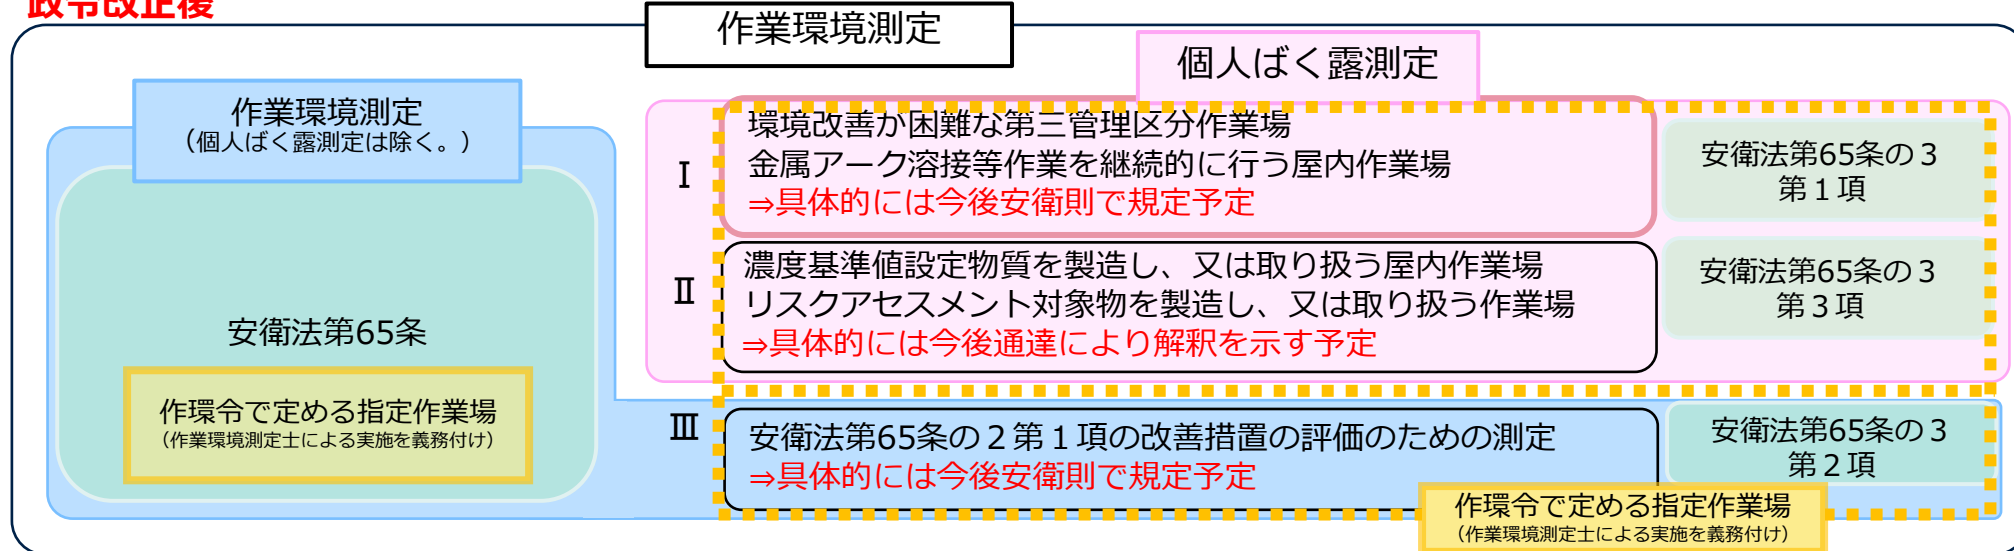 政令改正後
作業環境測定
個人ばく露測定
作業環境測定
（個人ばく露測定は除く。）
安衛法第65条
作環令で定める指定作業場
（作業環境測定士による実施を義務付け）
Ⅰ
環境改善が困難な第三管理区分作業場
金属アーク溶接等作業を継続的に行う屋内作業場
⇒具体的には今後安衛則で規定予定
安衛法第65条の３
第１項
Ⅱ
濃度基準値設定物質を製造し、又は取り扱う屋内作業場
リスクアセスメント対象物を製造し、又は取り扱う作業場
⇒具体的には今後通達により解釈を示す予定
安衛法第65条の３
第３項
Ⅲ
安衛法第65条の２第１項の改善措置の評価のための測定
⇒具体的には今後安衛則で規定予定
安衛法第65条の３
第２項
作環令で定める指定作業場
（作業環境測定士による実施を義務付け）